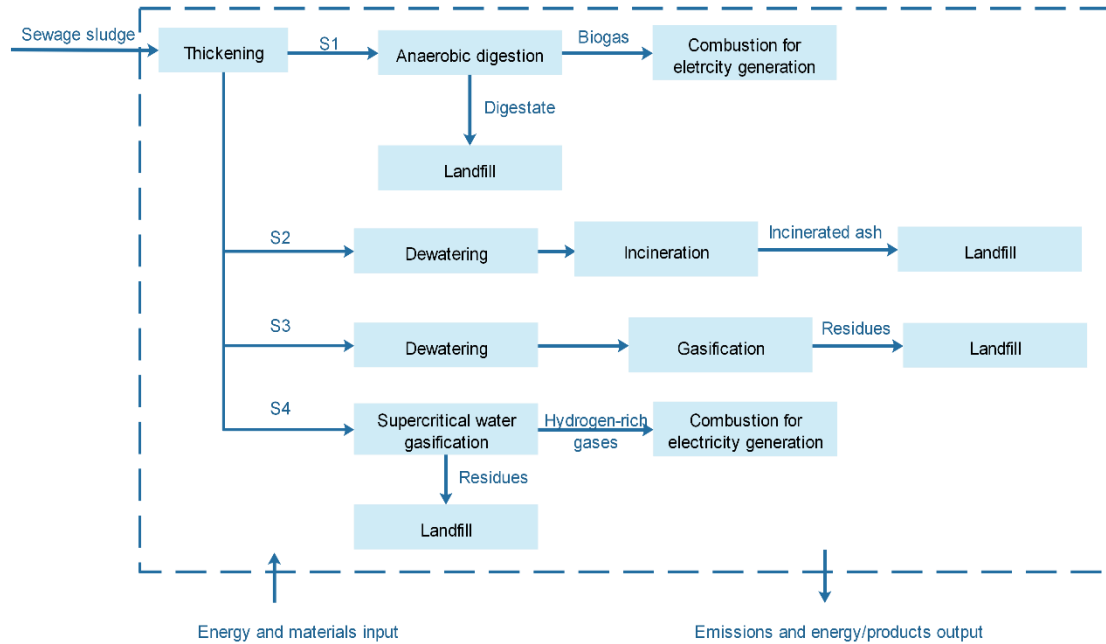 Sewage sludge
Thickening
S1
Anaerobic digestion
Biogas
Combustion for
eletrcity generation
Digestate
Landfill
S2
Dewatering
Incineration
Incinerated ash
Landfill
S3
Dewatering
Gasification
Residues
Landfill
S4
Supercritical water
gasification
Hydrogen-rich
gases
Combustion for
electricity generation
Residues
Landfill
Energy and materials input
Emissions and energy/products output